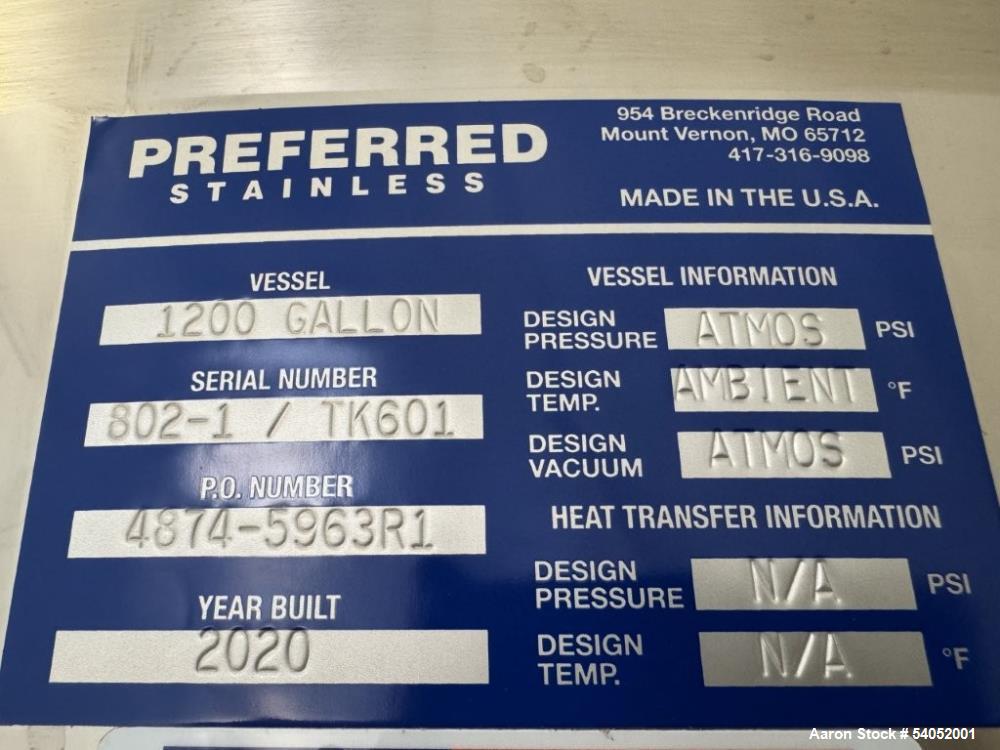 PREFERRED
STAINLESS
954 Breckenridge Road
Mount Vernon, MO 65712
417-316-9098
MADE IN THE U.S.A.
VESSEL
1200 GALLON
SERIAL NUMBER
802-1 / TK601
P.O. NUMBER
4874-5963R1
YEAR BUILT
2020
VESSEL INFORMATION
DESIGN
PRESSURE ATMOS PSI
DESIGN
TEMP. AMBIENT °F
DESIGN
VACUUM ATMOS PSI
HEAT TRANSFER INFORMATION
DESIGN
PRESSURE N/A PSI
DESIGN
TEMP. N/A °F
Aaron Stock # 54052001